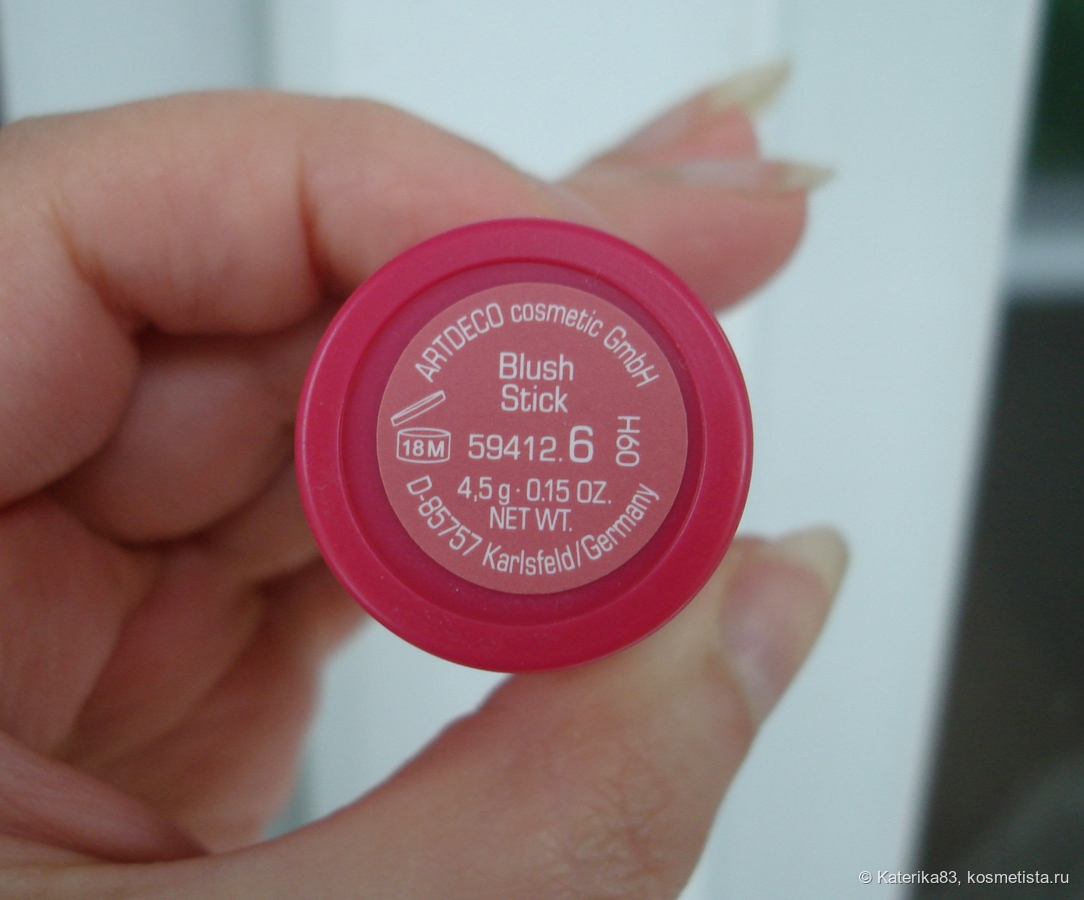 ARTDECO cosmetic GmbH
Blush
Stick
18M
59412.6
H60
4,5 g · 0.15 OZ.
NET WT.
D-85757 Karlsfeld/Germany
© Katerika83, kosmetista.ru